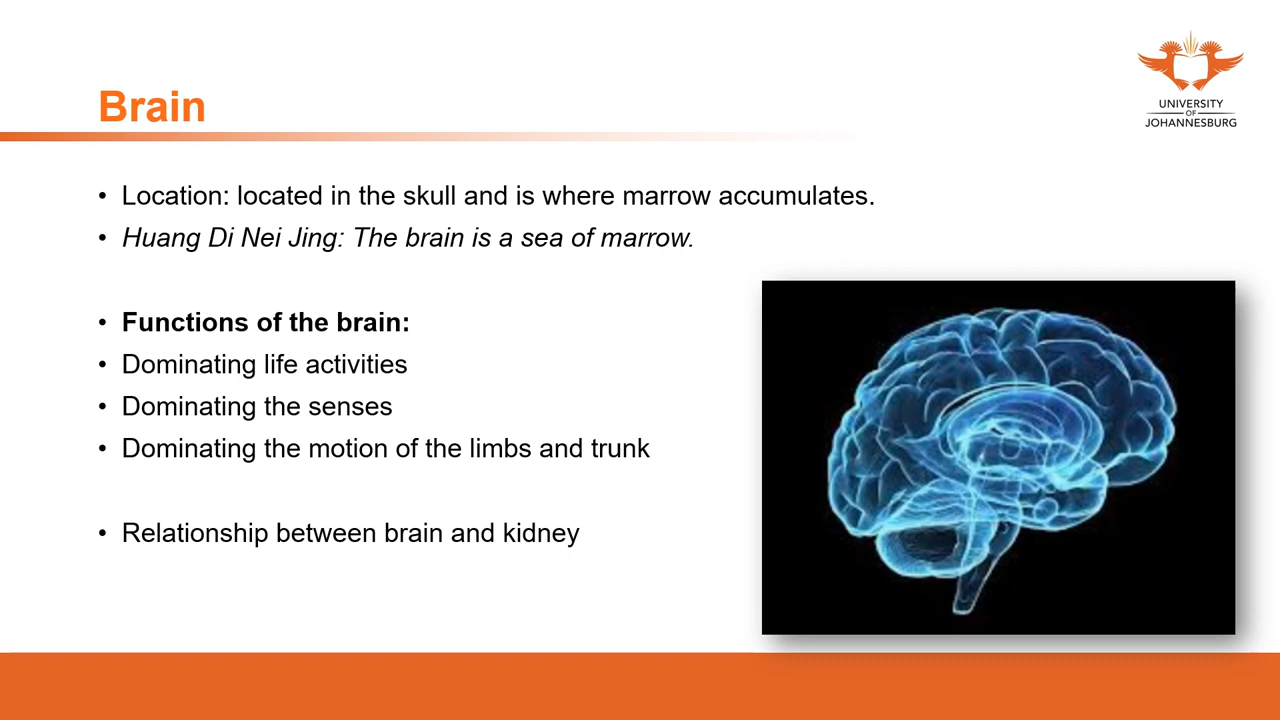 UNIVERSITY
OF
JOHANNESBURG
Brain
• Location: located in the skull and is where marrow accumulates.
• Huang Di Nei Jing: The brain is a sea of marrow.
• Functions of the brain:
• Dominating life activities
• Dominating the senses
• Dominating the motion of the limbs and trunk
• Relationship between brain and kidney